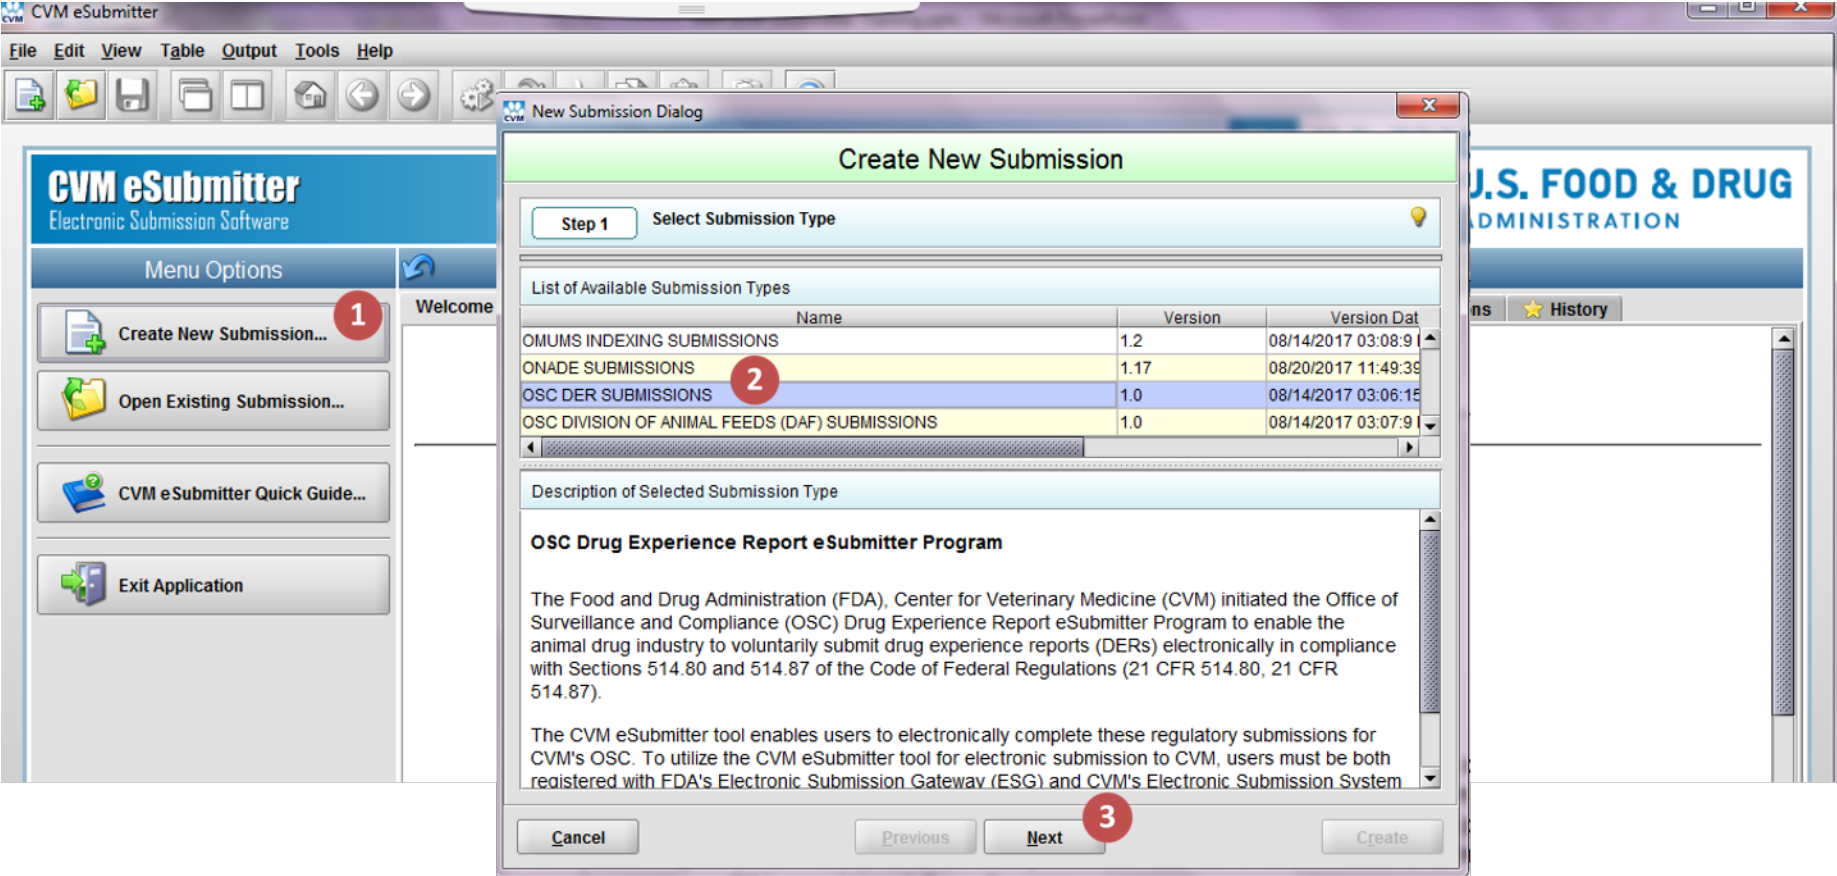 CVM eSubmitter
File Edit View Table Output Tools Help
CVM eSubmitter
Electronic Submission Software
U.S. FOOD & DRUG
ADMINISTRATION
Menu Options
Create New Submission...
1
Open Existing Submission...
CVM eSubmitter Quick Guide...
Exit Application
Welcome
History
CVM New Submission Dialog
Create New Submission
Step 1 Select Submission Type
List of Available Submission Types
Name Version Version Dat
OMUMS INDEXING SUBMISSIONS 1.2 08/14/2017 03:08:9
ONADE SUBMISSIONS 1.17 08/20/2017 11:49:39
2
OSC DER SUBMISSIONS 1.0 08/14/2017 03:06:15
OSC DIVISION OF ANIMAL FEEDS (DAF) SUBMISSIONS 1.0 08/14/2017 03:07:9
Description of Selected Submission Type
OSC Drug Experience Report eSubmitter Program
The Food and Drug Administration (FDA), Center for Veterinary Medicine (CVM) initiated the Office of
Surveillance and Compliance (OSC) Drug Experience Report eSubmitter Program to enable the
animal drug industry to voluntarily submit drug experience reports (DERs) electronically in compliance
with Sections 514.80 and 514.87 of the Code of Federal Regulations (21 CFR 514.80, 21 CFR
514.87).
The CVM eSubmitter tool enables users to electronically complete these regulatory submissions for
CVM's OSC. To utilize the CVM eSubmitter tool for electronic submission to CVM, users must be both
registered with FDA's Electronic Submission Gateway (ESG) and CVM's Electronic Submission System
3
Cancel Previous Next Create